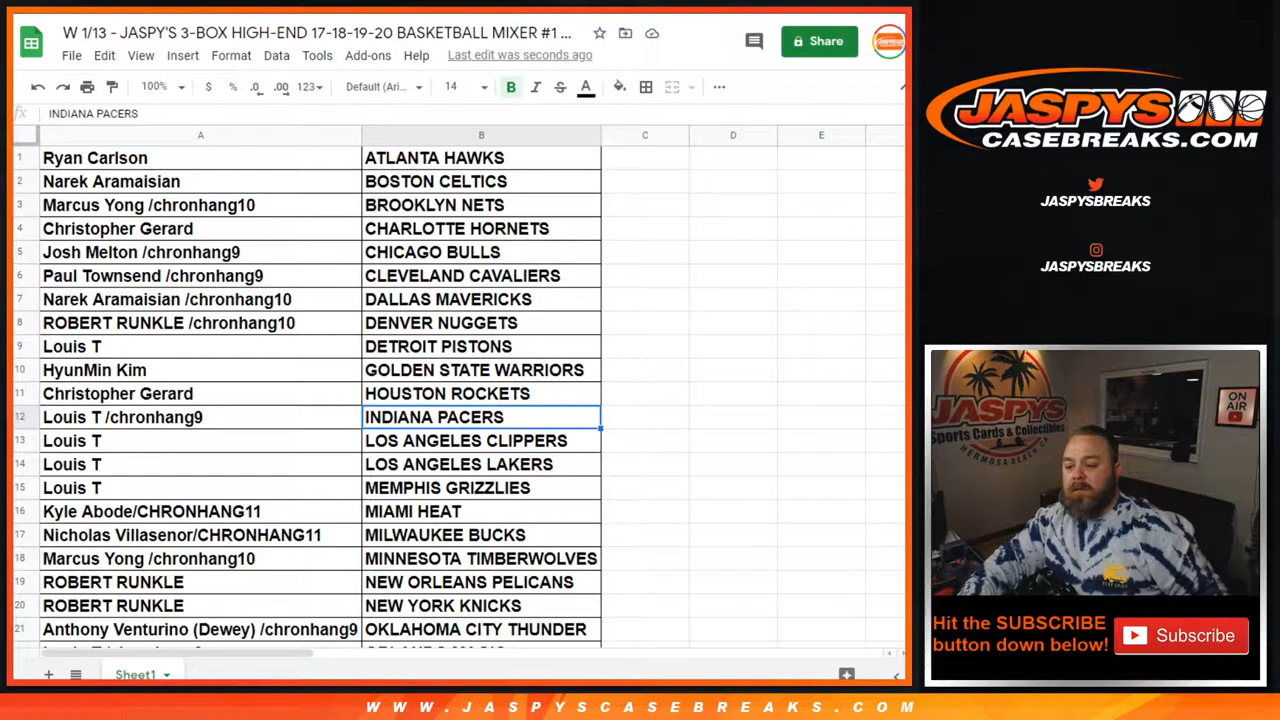 W 1/13 - JASPY'S 3-BOX HIGH-END 17-18-19-20 BASKETBALL MIXER #1 ...
File Edit View Insert Format Data Tools Add-ons Help Last edit was seconds ago
Share
100% $ % .0 .00 123 Default (Ari... 14 B I S A ...
fx INDIANA PACERS
A B C D E
1 Ryan Carlson ATLANTA HAWKS
2 Narek Aramaisian BOSTON CELTICS
3 Marcus Yong /chronhang10 BROOKLYN NETS
4 Christopher Gerard CHARLOTTE HORNETS
5 Josh Melton /chronhang9 CHICAGO BULLS
6 Paul Townsend /chronhang9 CLEVELAND CAVALIERS
7 Narek Aramaisian /chronhang10 DALLAS MAVERICKS
8 ROBERT RUNKLE /chronhang10 DENVER NUGGETS
9 Louis T DETROIT PISTONS
10 HyunMin Kim GOLDEN STATE WARRIORS
11 Christopher Gerard HOUSTON ROCKETS
12 Louis T /chronhang9 INDIANA PACERS
13 Louis T LOS ANGELES CLIPPERS
14 Louis T LOS ANGELES LAKERS
15 Louis T MEMPHIS GRIZZLIES
16 Kyle Abode/CHRONHANG11 MIAMI HEAT
17 Nicholas Villasenor/CHRONHANG11 MILWAUKEE BUCKS
18 Marcus Yong /chronhang10 MINNESOTA TIMBERWOLVES
19 ROBERT RUNKLE NEW ORLEANS PELICANS
20 ROBERT RUNKLE NEW YORK KNICKS
21 Anthony Venturino (Dewey) /chronhang9 OKLAHOMA CITY THUNDER
Sheet1
JASPYS
CASEBREAKS.COM
JASPYSBREAKS
JASPYSBREAKS
JASPYS
Sports Cards & Collectibles
HERMOSA BEACH CA
ON
AIR
Hit the SUBSCRIBE
button down below!
Subscribe
WWW.JASPYSCASEBREAKS.COM